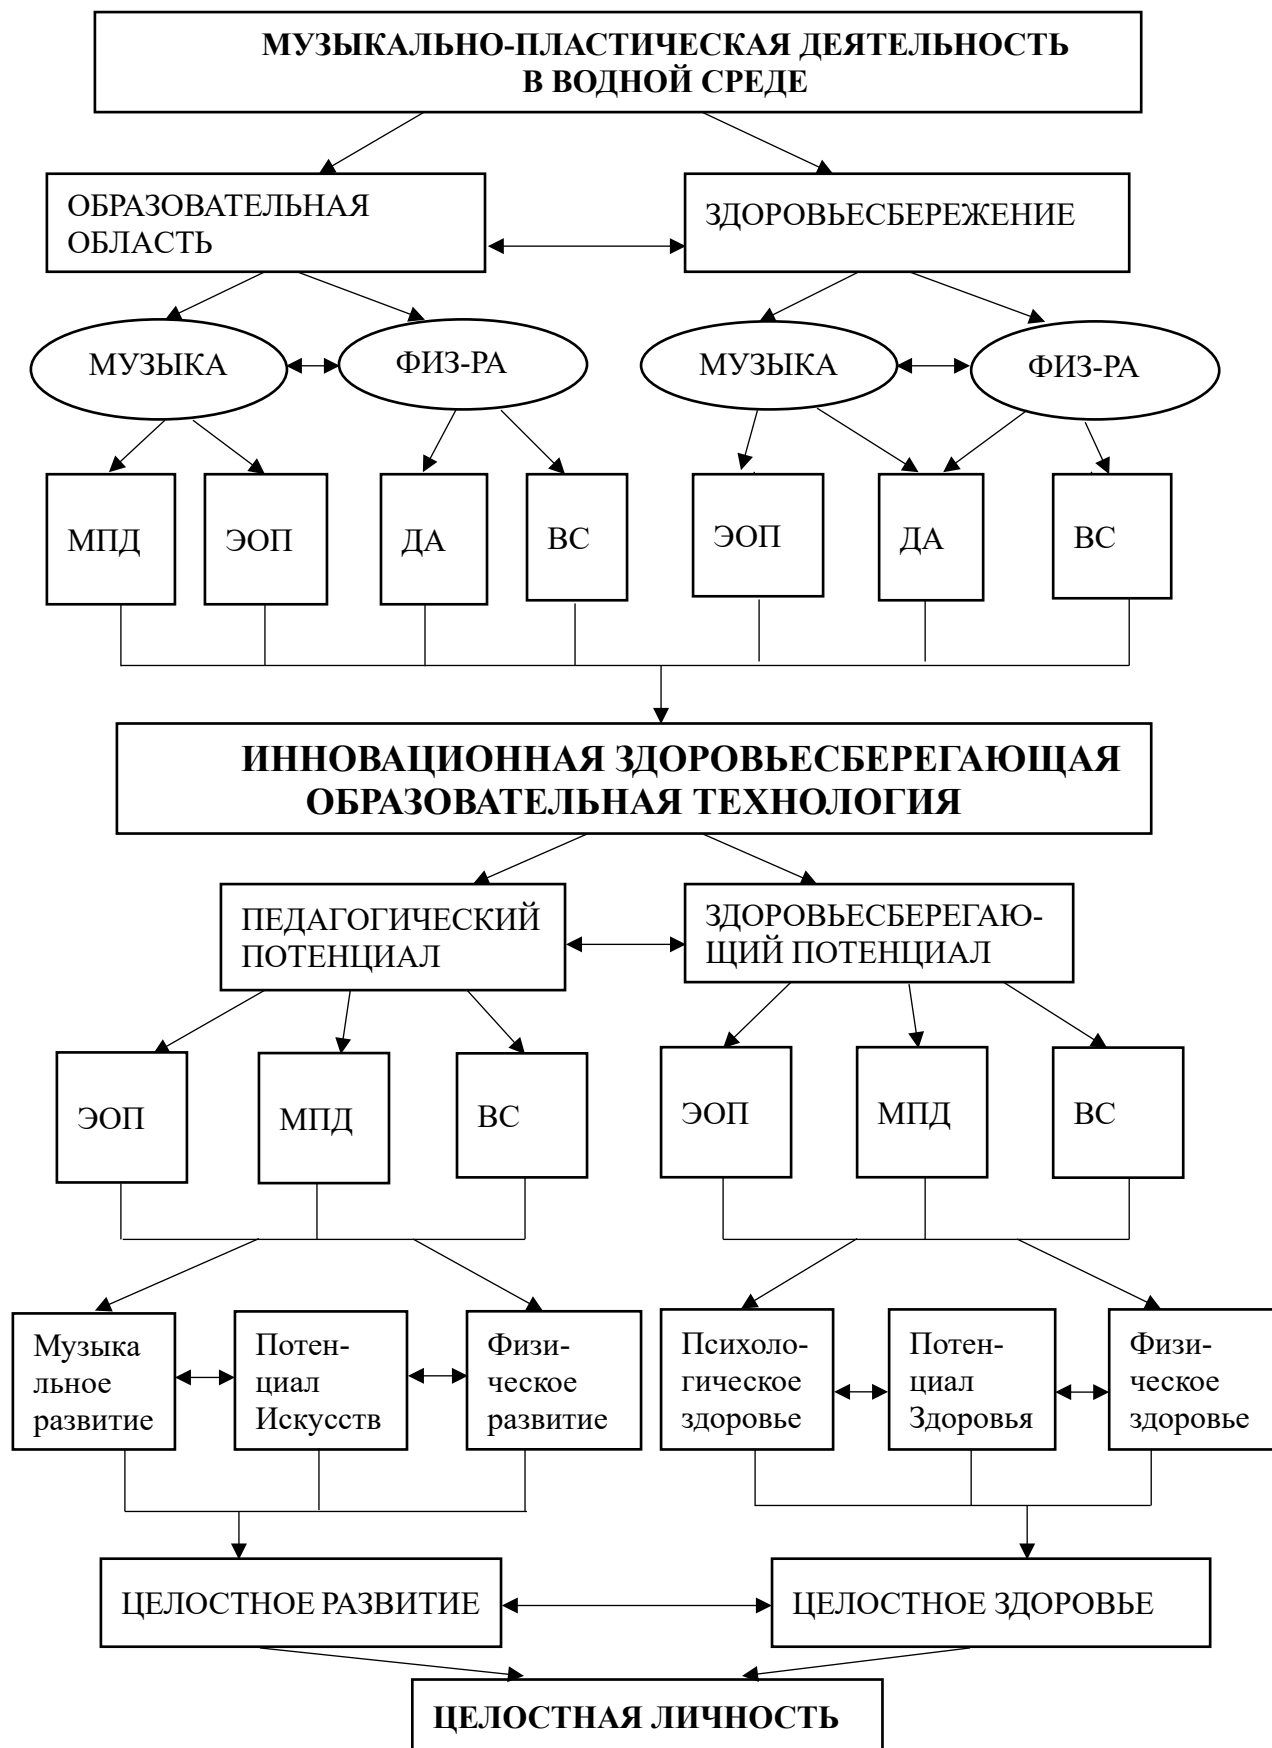 МУЗЫКАЛЬНО-ПЛАСТИЧЕСКАЯ ДЕЯТЕЛЬНОСТЬ
В ВОДНОЙ СРЕДЕ
ОБРАЗОВАТЕЛЬНАЯ
ОБЛАСТЬ
ЗДОРОВЬЕСБЕРЕЖЕНИЕ
МУЗЫКА
ФИЗ-РА
МУЗЫКА
ФИЗ-РА
МПД
ЭОП
ДА
ВС
ЭОП
ДА
ВС
ИННОВАЦИОННАЯ ЗДОРОВЬЕСБЕРЕГАЮЩАЯ
ОБРАЗОВАТЕЛЬНАЯ ТЕХНОЛОГИЯ
ПЕДАГОГИЧЕСКИЙ
ПОТЕНЦИАЛ
ЗДОРОВЬЕСБЕРЕГАЮ-
ЩИЙ ПОТЕНЦИАЛ
ЭОП
МПД
ВС
ЭОП
МПД
ВС
Музыка
льное
развитие
Потен-
циал
Искусств
Физи-
ческое
развитие
Психоло-
гическое
здоровье
Потен-
циал
Здоровья
Физи-
ческое
здоровье
ЦЕЛОСТНОЕ РАЗВИТИЕ
ЦЕЛОСТНОЕ ЗДОРОВЬЕ
ЦЕЛОСТНАЯ ЛИЧНОСТЬ